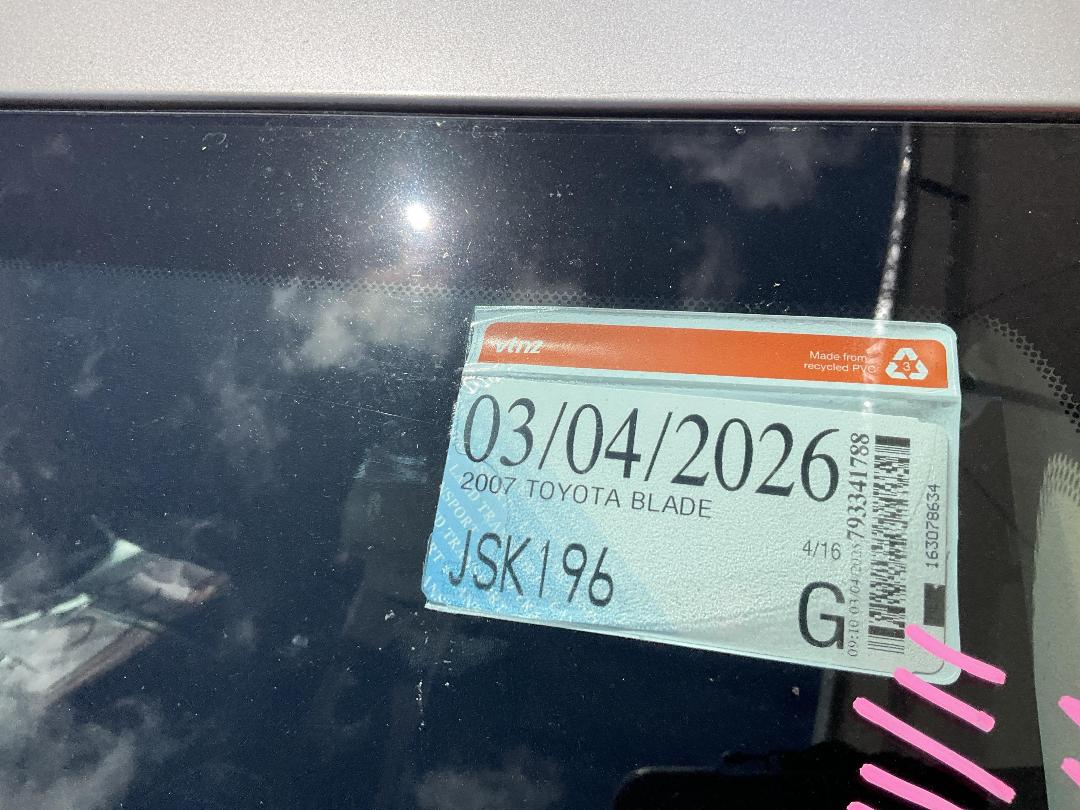 vtnz
Made from
recycled PVC
3
03/04/2026
2007 TOYOTA BLADE
JSK196
4/16
G
793341788
163078634